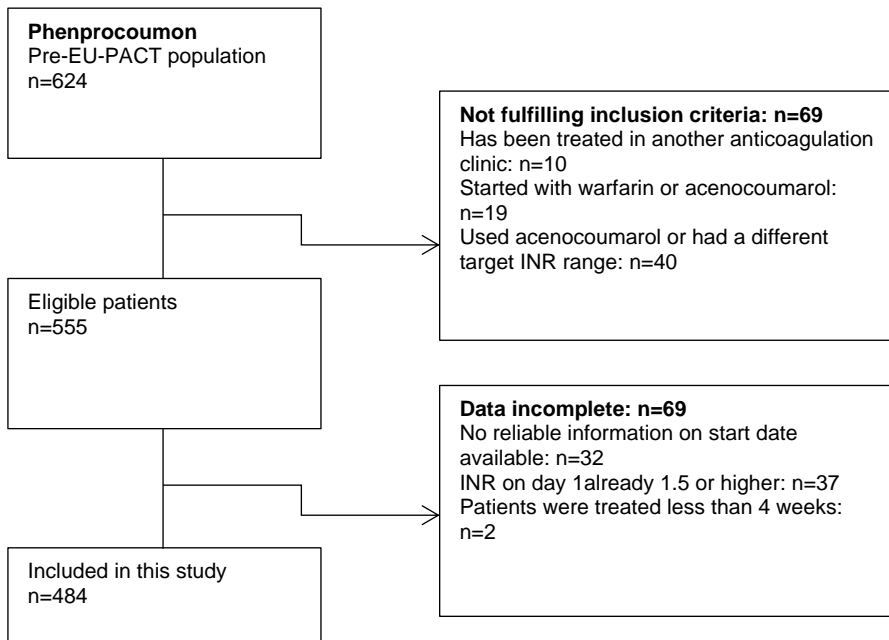 Phenprocoumon
Pre-EU-PACT population
n=624
Not fulfilling inclusion criteria: n=69
Has been treated in another anticoagulation
clinic: n=10
Started with warfarin or acenocoumarol:
n=19
Used acenocoumarol or had a different
target INR range: n=40
Eligible patients
n=555
Data incomplete: n=69
No reliable information on start date
available: n=32
INR on day 1already 1.5 or higher: n=37
Patients were treated less than 4 weeks:
n=2
Included in this study
n=484